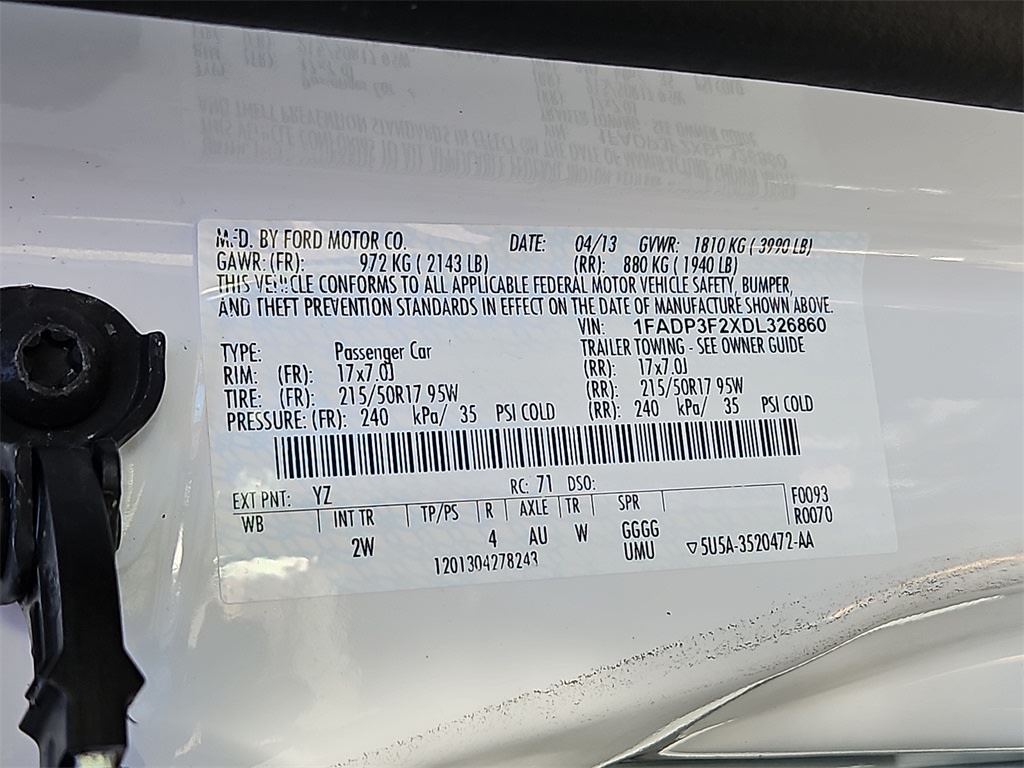 MFD. BY FORD MOTOR CO. DATE: 04/13 GVWR: 1810 KG ( 3990 LB)
GAWR: (FR): 972 KG ( 2143 LB) (RR): 880 KG ( 1940 LB)
THIS VEHICLE CONFORMS TO ALL APPLICABLE FEDERAL MOTOR VEHICLE SAFETY, BUMPER,
AND THEFT PREVENTION STANDARDS IN EFFECT ON THE DATE OF MANUFACTURE SHOWN ABOVE.
VIN: 1FADP3F2XDL326860
TYPE: Passenger Car TRAILER TOWING - SEE OWNER GUIDE
RIM: (FR): 17x7.0J (RR): 17x7.0J
TIRE: (FR): 215/50R17 95W (RR): 215/50R17 95W
PRESSURE: (FR): 240 kPa/ 35 PSI COLD (RR): 240 kPa/ 35 PSI COLD
EXT PNT: YZ RC: 71 DSO: F0093
WB INT TR TP/PS R AXLE TR SPR R0070
2W 4 AU W GGGG
1201304278243 UMU 5U5A-3520472-AA